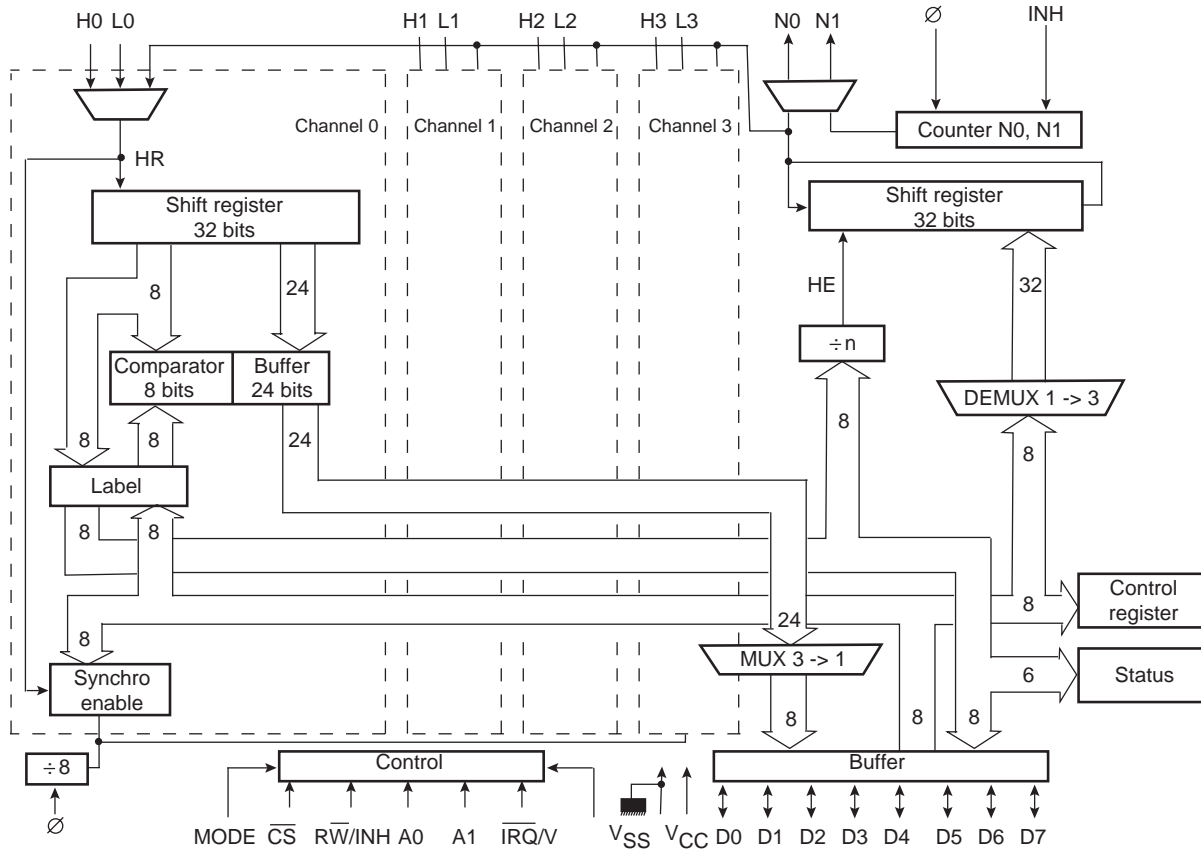 H0 L0
H1 L1
H2 L2
H3 L3
N0 N1
∅
INH
Channel 0
Channel 1
Channel 2
Channel 3
Counter N0, N1
HR
Shift register
32 bits
Shift register
32 bits
8
24
HE
32
÷n
Comparator
8 bits
Buffer
24 bits
DEMUX 1 -> 3
8
8
24
8
8
Label
8
8
Control
register
8
24
8
MUX 3 -> 1
Synchro
enable
6
Status
8
8
8
÷8
Control
Buffer
∅
MODE
C̅S̅
RW̅/INH
A0
A1
I̅R̅Q̅/V
VSS
VCC
D0 D1 D2 D3 D4 D5 D6 D7